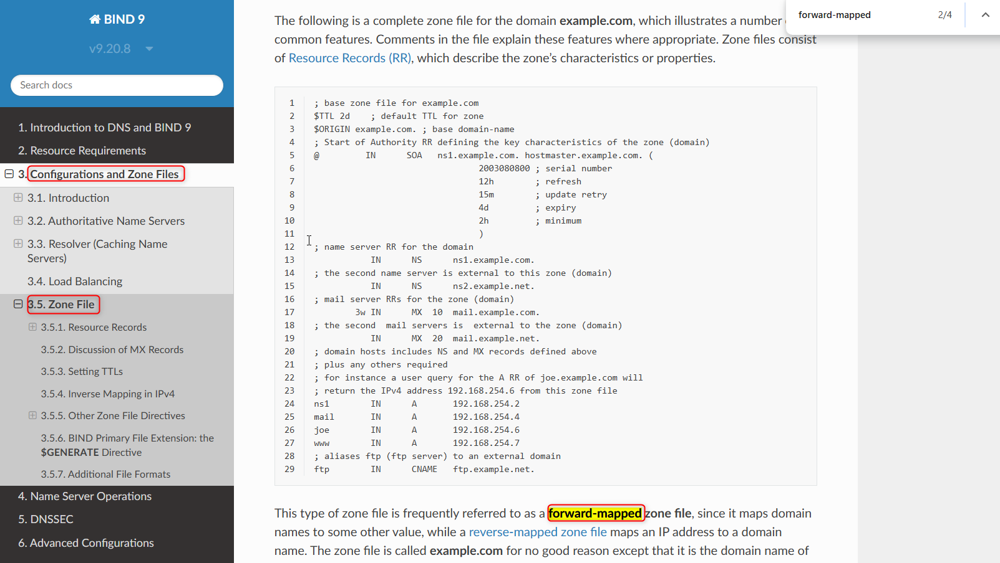 BIND 9
v9.20.8
Search docs
1. Introduction to DNS and BIND 9
2. Resource Requirements
3. Configurations and Zone Files
3.1. Introduction
3.2. Authoritative Name Servers
3.3. Resolver (Caching Name
Servers)
3.4. Load Balancing
3.5. Zone File
3.5.1. Resource Records
3.5.2. Discussion of MX Records
3.5.3. Setting TTLs
3.5.4. Inverse Mapping in IPv4
3.5.5. Other Zone File Directives
3.5.6. BIND Primary File Extension: the
$GENERATE Directive
3.5.7. Additional File Formats
4. Name Server Operations
5. DNSSEC
6. Advanced Configurations
forward-mapped 2/4
The following is a complete zone file for the domain example.com, which illustrates a number
common features. Comments in the file explain these features where appropriate. Zone files consist
of Resource Records (RR), which describe the zone's characteristics or properties.
1 ; base zone file for example.com
2 $TTL 2d ; default TTL for zone
3 $ORIGIN example.com. ; base domain-name
4 ; Start of Authority RR defining the key characteristics of the zone (domain)
5 @ IN SOA ns1.example.com. hostmaster.example.com. (
6 2003080800 ; serial number
7 12h ; refresh
8 15m ; update retry
9 4d ; expiry
10 2h ; minimum
11 )
12 ; name server RR for the domain
13 IN NS ns1.example.com.
14 ; the second name server is external to this zone (domain)
15 IN NS ns2.example.net.
16 ; mail server RRs for the zone (domain)
17 3w IN MX 10 mail.example.com.
18 ; the second mail servers is external to the zone (domain)
19 IN MX 20 mail.example.net.
20 ; domain hosts includes NS and MX records defined above
21 ; plus any others required
22 ; for instance a user query for the A RR of joe.example.com will
23 ; return the IPv4 address 192.168.254.6 from this zone file
24 ns1 IN A 192.168.254.2
25 mail IN A 192.168.254.4
26 joe IN A 192.168.254.6
27 www IN A 192.168.254.7
28 ; aliases ftp (ftp server) to an external domain
29 ftp IN CNAME ftp.example.net.
This type of zone file is frequently referred to as a forward-mapped zone file, since it maps domain
names to some other value, while a reverse-mapped zone file maps an IP address to a domain
name. The zone file is called example.com for no good reason except that it is the domain name of